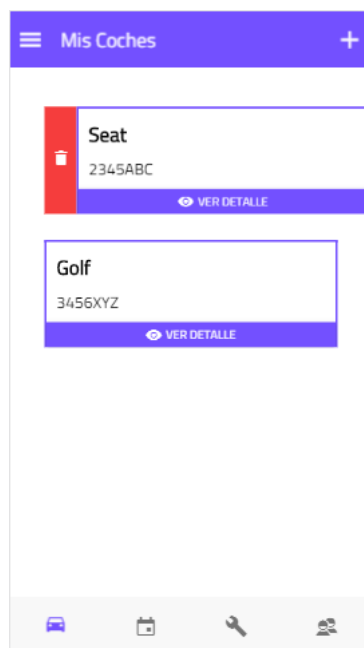 Mis Coches
Seat
2345ABC
VER DETALLE
Golf
3456XYZ
VER DETALLE